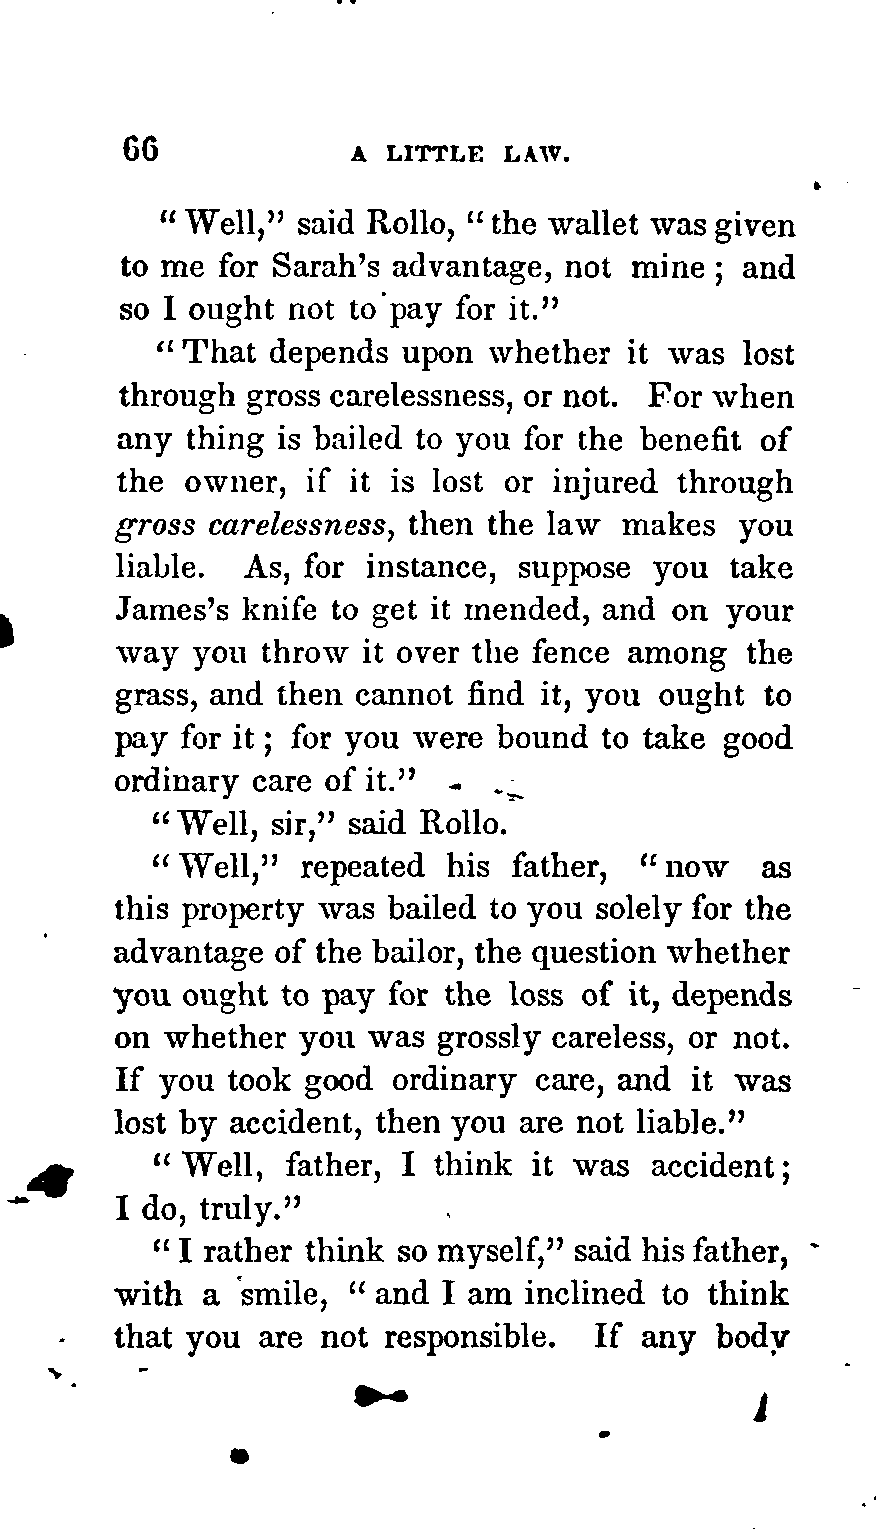 66 A LITTLE LAW.
“Well,” said Rollo, “the wallet was given
to me for Sarah’s advantage, not mine; and
so I ought not to pay for it.”
“That depends upon whether it was lost
through gross carelessness, or not. For when
any thing is bailed to you for the benefit of
the owner, if it is lost or injured through
gross carelessness, then the law makes you
liable. As, for instance, suppose you take
James’s knife to get it mended, and on your
way you throw it over the fence among the
grass, and then cannot find it, you ought to
pay for it; for you were bound to take good
ordinary care of it.”
“Well, sir,” said Rollo.
“Well,” repeated his father, “now as
this property was bailed to you solely for the
advantage of the bailor, the question whether
you ought to pay for the loss of it, depends
on whether you was grossly careless, or not.
If you took good ordinary care, and it was
lost by accident, then you are not liable.”
“Well, father, I think it was accident;
I do, truly.”
“I rather think so myself,” said his father,
with a smile, “and I am inclined to think
that you are not responsible. If any body